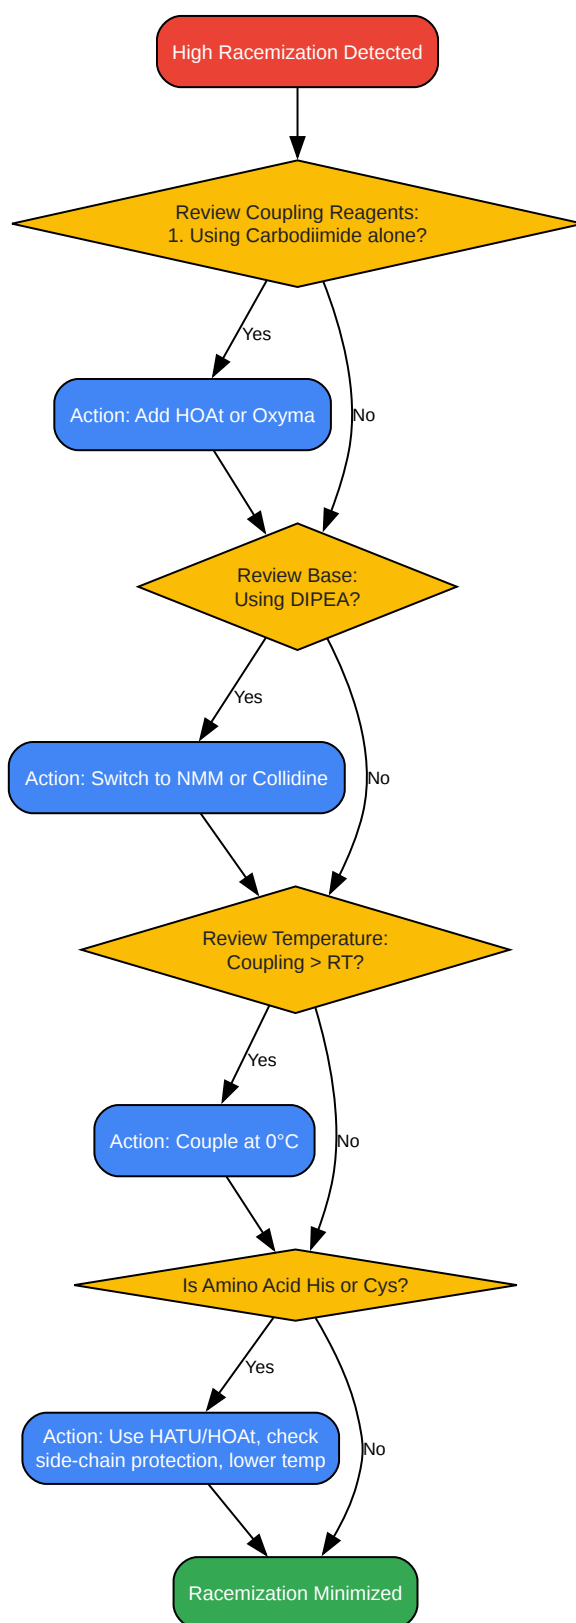 High Racemization Detected
Review Coupling Reagents:
1. Using Carbodiimide alone?
Yes
Action: Add HOAt or Oxyma
No
Review Base:
Using DIPEA?
Yes
Action: Switch to NMM or Collidine
No
Review Temperature:
Coupling > RT?
Yes
Action: Couple at 0°C
No
Is Amino Acid His or Cys?
Yes
Action: Use HATU/HOAt, check
side-chain protection, lower temp
No
Racemization Minimized